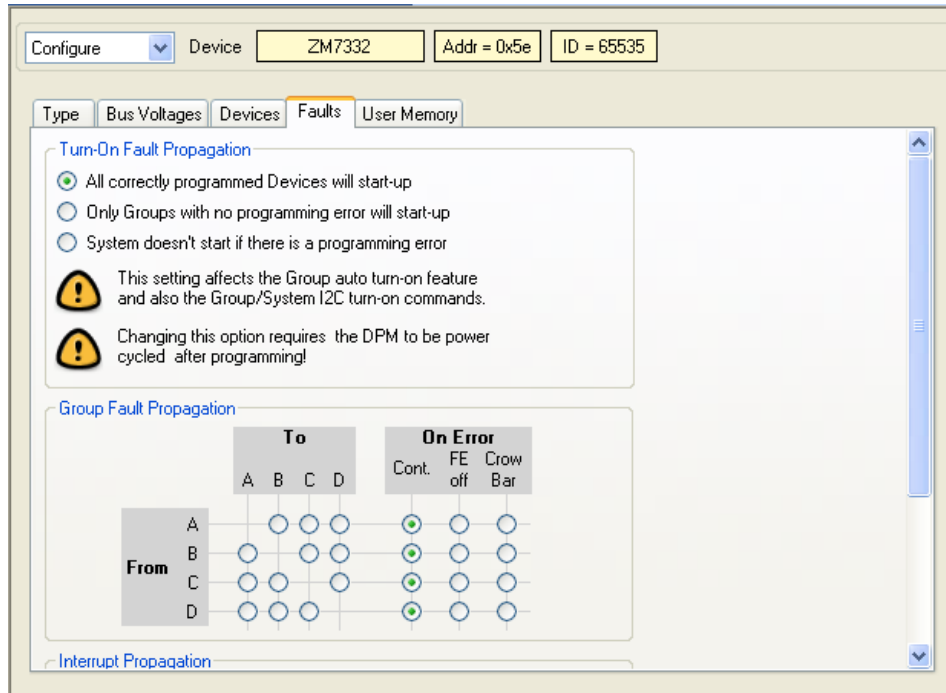 Configure Device ZM7332 Addr = 0x5e ID = 65535
Type Bus Voltages Devices Faults User Memory
Turn-On Fault Propagation
All correctly programmed Devices will start-up
Only Groups with no programming error will start-up
System doesn't start if there is a programming error
This setting affects the Group auto turn-on feature
and also the Group/System I2C turn-on commands.
Changing this option requires the DPM to be power
cycled after programming!
Group Fault Propagation
To On Error
A B C D Cont. FE off Crow Bar
From
A
B
C
D
Interrupt Propagation